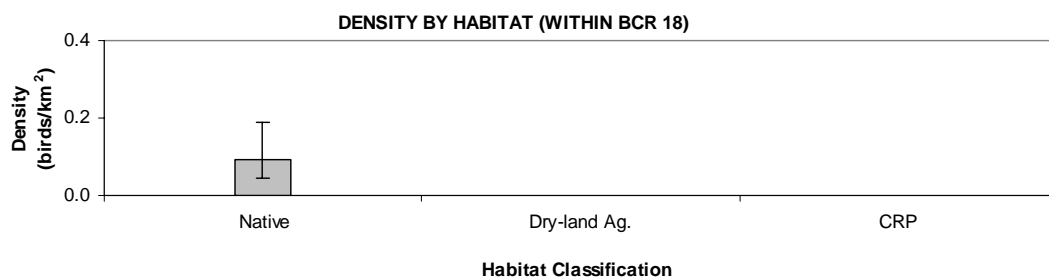 DENSITY BY HABITAT (WITHIN BCR 18)
0.4
0.2
0.0
Density
(birds/km²)
Native
Dry-land Ag.
CRP
Habitat Classification